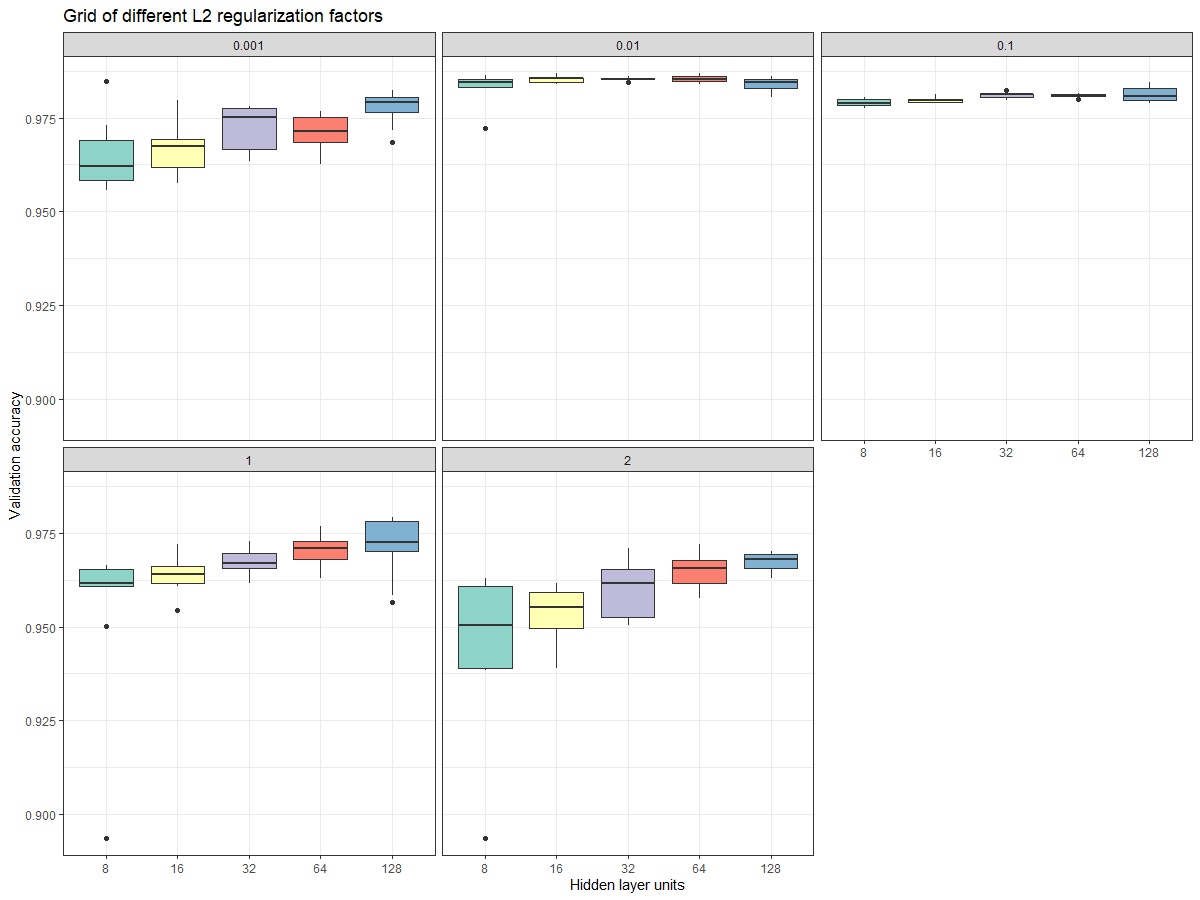 Grid of different L2 regularization factors
0.001
0.01
0.1
0.975
0.950
0.925
0.900
8 16 32 64 128
Validation accuracy
1
2
0.975
0.950
0.925
0.900
8 16 32 64 128
8 16 32 64 128
Hidden layer units